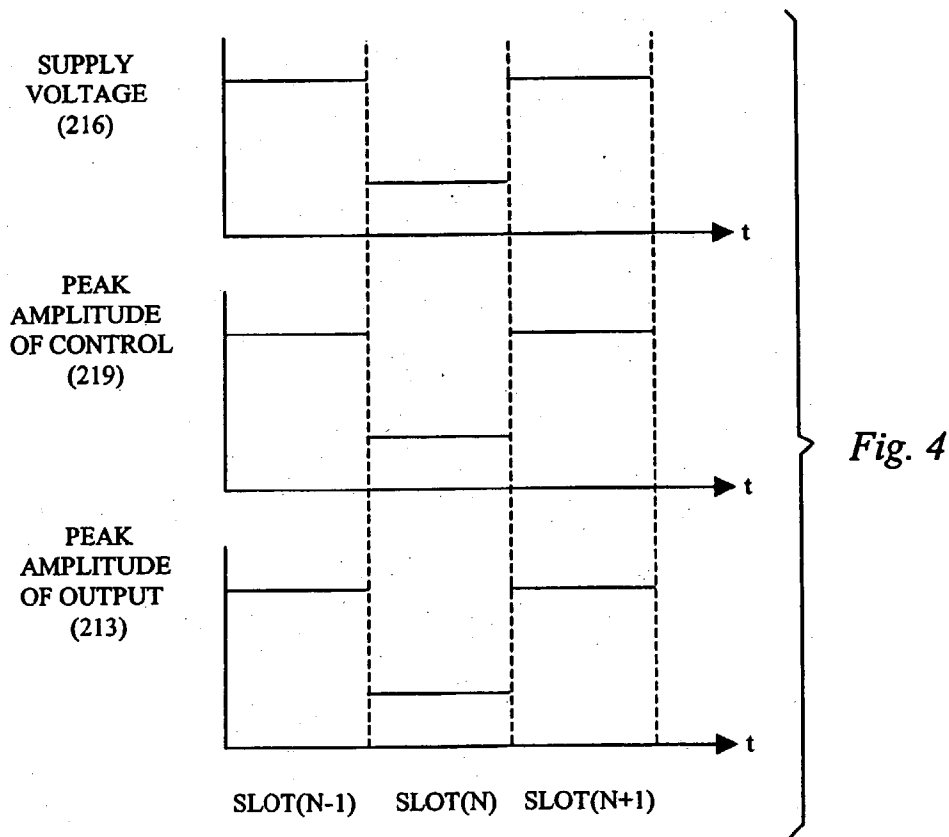 SUPPLY
VOLTAGE
(216)
t
PEAK
AMPLITUDE
OF CONTROL
(219)
t
PEAK
AMPLITUDE
OF OUTPUT
(213)
t
SLOT(N-1) SLOT(N) SLOT(N+1)
Fig. 4